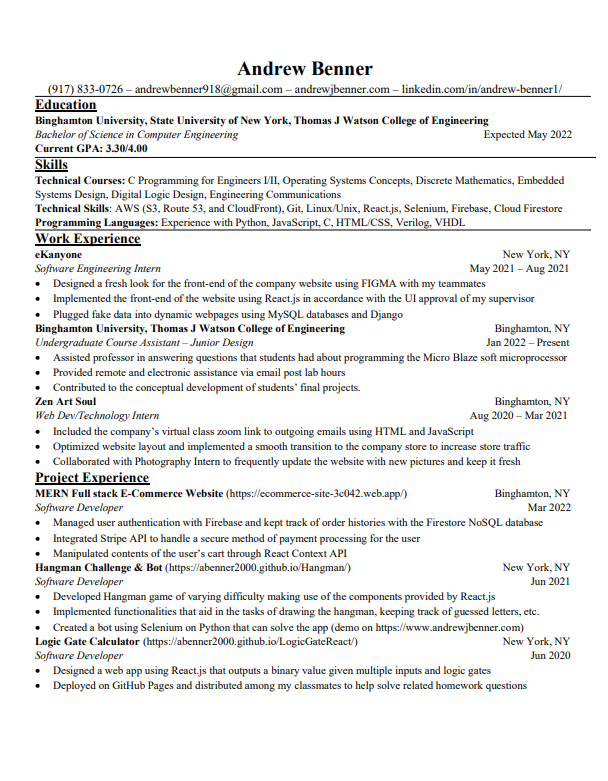 Andrew Benner
(917) 833-0726 – andrewbenner918@gmail.com – andrewjbenner.com – linkedin.com/in/andrew-benner1/
Education
Binghamton University, State University of New York, Thomas J Watson College of Engineering
Bachelor of Science in Computer Engineering Expected May 2022
Current GPA: 3.30/4.00
Skills
Technical Courses: C Programming for Engineers I/II, Operating Systems Concepts, Discrete Mathematics, Embedded
Systems Design, Digital Logic Design, Engineering Communications
Technical Skills: AWS (S3, Route 53, and CloudFront), Git, Linux/Unix, React.js, Selenium, Firebase, Cloud Firestore
Programming Languages: Experience with Python, JavaScript, C, HTML/CSS, Verilog, VHDL
Work Experience
eKanyone New York, NY
Software Engineering Intern May 2021 – Aug 2021
• Designed a fresh look for the front-end of the company website using FIGMA with my teammates
• Implemented the front-end of the website using React.js in accordance with the UI approval of my supervisor
• Plugged fake data into dynamic webpages using MySQL databases and Django
Binghamton University, Thomas J Watson College of Engineering Binghamton, NY
Undergraduate Course Assistant – Junior Design Jan 2022 – Present
• Assisted professor in answering questions that students had about programming the Micro Blaze soft microprocessor
• Provided remote and electronic assistance via email post lab hours
• Contributed to the conceptual development of students' final projects.
Zen Art Soul Binghamton, NY
Web Dev/Technology Intern Aug 2020 – Mar 2021
• Included the company's virtual class zoom link to outgoing emails using HTML and JavaScript
• Optimized website layout and implemented a smooth transition to the company store to increase store traffic
• Collaborated with Photography Intern to frequently update the website with new pictures and keep it fresh
Project Experience
MERN Full stack E-Commerce Website (https://ecommerce-site-3c042.web.app/) Binghamton, NY
Software Developer Mar 2022
• Managed user authentication with Firebase and kept track of order histories with the Firestore NoSQL database
• Integrated Stripe API to handle a secure method of payment processing for the user
• Manipulated contents of the user's cart through React Context API
Hangman Challenge & Bot (https://abenner2000.github.io/Hangman/) New York, NY
Software Developer Jun 2021
• Developed Hangman game of varying difficulty making use of the components provided by React.js
• Implemented functionalities that aid in the tasks of drawing the hangman, keeping track of guessed letters, etc.
• Created a bot using Selenium on Python that can solve the app (demo on https://www.andrewjbenner.com)
Logic Gate Calculator (https://abenner2000.github.io/LogicGateReact/) New York, NY
Software Developer Jun 2020
• Designed a web app using React.js that outputs a binary value given multiple inputs and logic gates
• Deployed on GitHub Pages and distributed among my classmates to help solve related homework questions